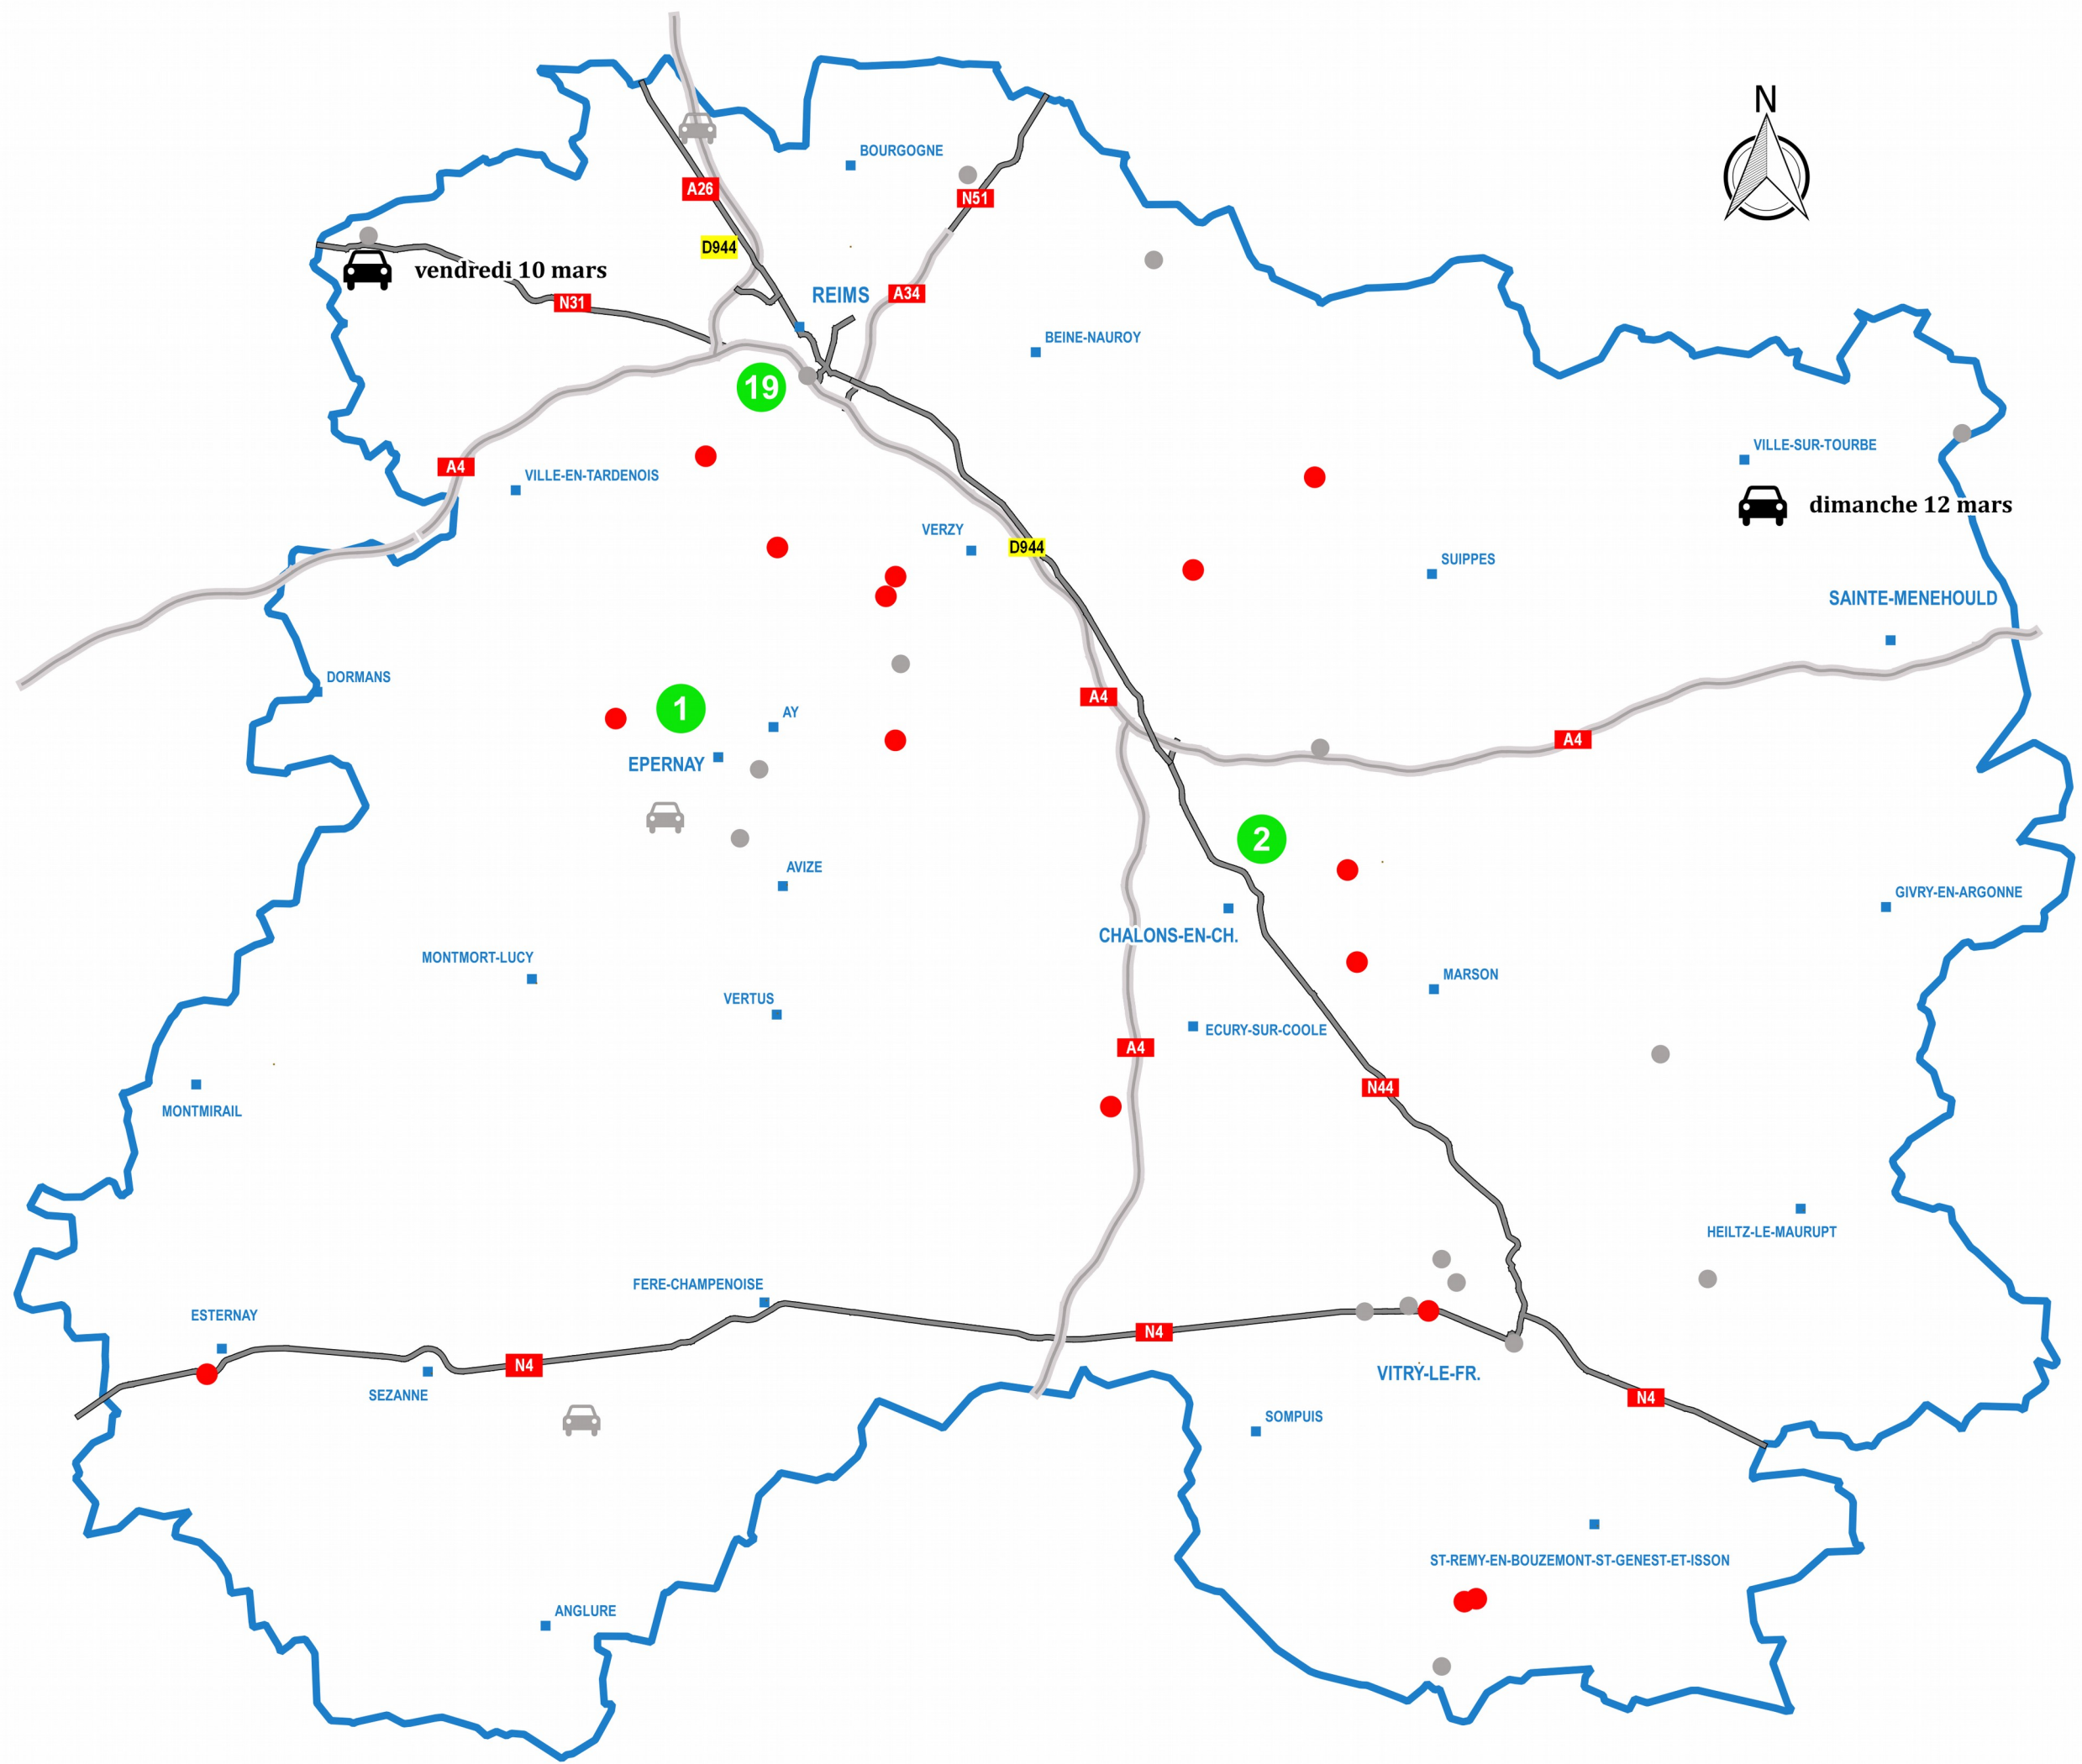 N
BOURGOGNE
A26
N51
D944
vendredi 10 mars
REIMS
A34
N31
BEINE-NAUROY
19
VILLE-SUR-TOURBE
A4
VILLE-EN-TARDENOIS
dimanche 12 mars
VERZY
D944
SUIPPES
SAINTE-MENEHOULD
DORMANS
A4
1
AY
A4
EPERNAY
2
AVIZE
GIVRY-EN-ARGONNE
CHALONS-EN-CH.
MONTMORT-LUCY
MARSON
VERTUS
ECURY-SUR-COOLE
A4
N44
MONTMIRAIL
HEILTZ-LE-MAURUPT
FERE-CHAMPENOISE
ESTERNAY
N4
N4
VITRY-LE-FR.
SEZANNE
N4
SOMPUIS
ST-REMY-EN-BOUZEMONT-ST-GENEST-ET-ISSON
ANGLURE